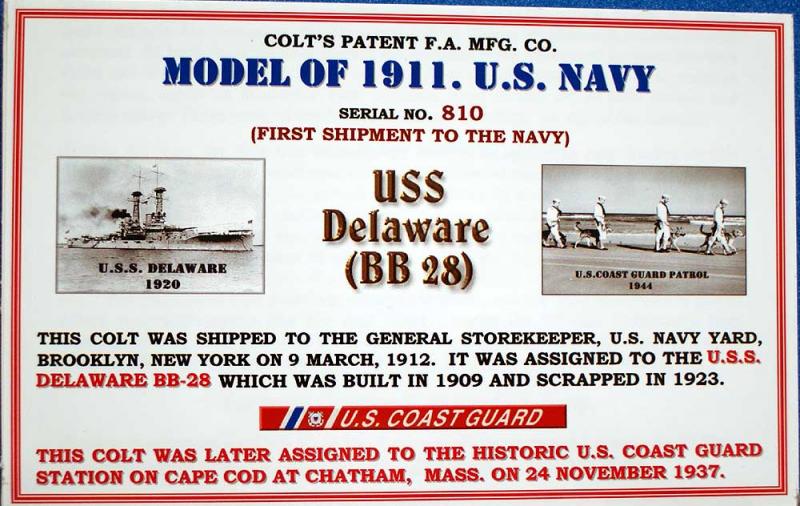 COLT'S PATENT F.A. MFG. CO.
MODEL OF 1911. U.S. NAVY
SERIAL NO. 810
(FIRST SHIPMENT TO THE NAVY)
U.S.S. DELAWARE
1920
USS
Delaware
(BB 28)
U.S.COAST GUARD PATROL
1944
THIS COLT WAS SHIPPED TO THE GENERAL STOREKEEPER, U.S. NAVY YARD,
BROOKLYN, NEW YORK ON 9 MARCH, 1912. IT WAS ASSIGNED TO THE U.S.S.
DELAWARE BB-28 WHICH WAS BUILT IN 1909 AND SCRAPPED IN 1923.
U.S. COAST GUARD
THIS COLT WAS LATER ASSIGNED TO THE HISTORIC U.S. COAST GUARD
STATION ON CAPE COD AT CHATHAM, MASS. ON 24 NOVEMBER 1937.